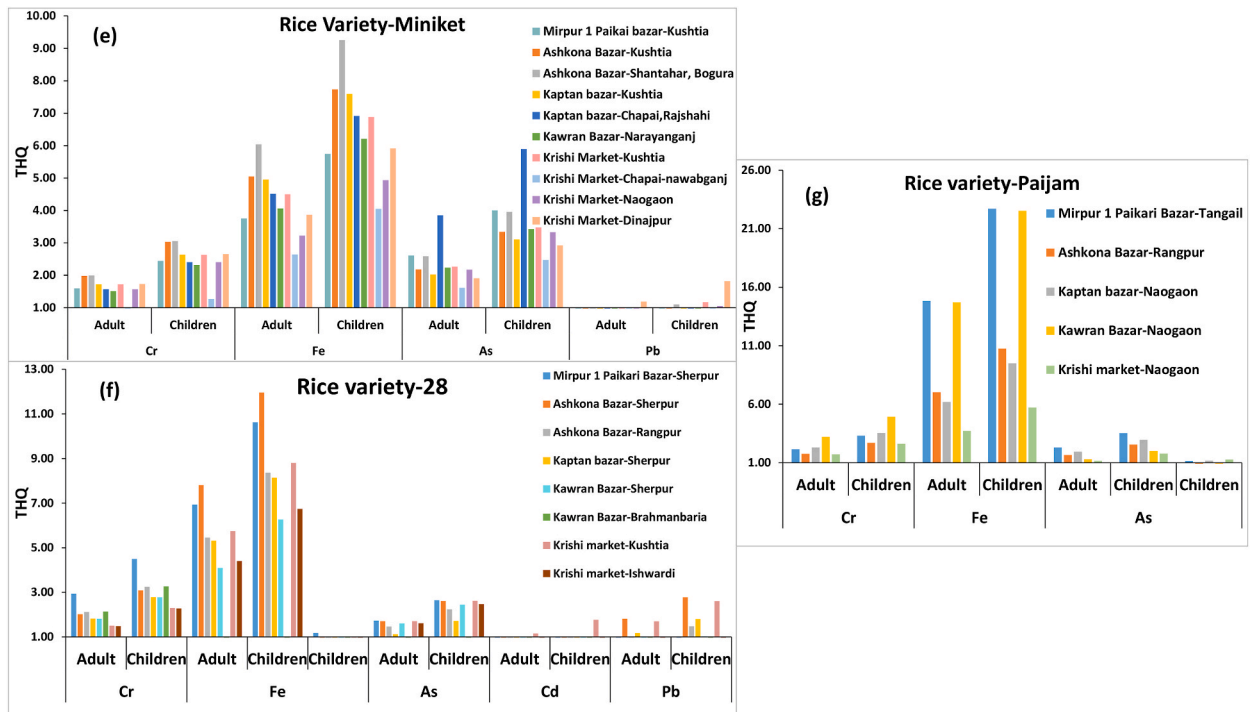 (e)
Rice Variety-Miniket
THQ
10.00
9.00
8.00
7.00
6.00
5.00
4.00
3.00
2.00
1.00
Mirpur 1 Paikai bazar-Kushtia
Ashkona Bazar-Kushtia
Ashkona Bazar-Shantahar, Bogura
Kaptan bazar-Kushtia
Kaptan bazar-Chapai,Rajshahi
Kawran Bazar-Narayanganj
Krishi Market-Kushtia
Krishi Market-Chapai-nawabganj
Krishi Market-Naogaon
Krishi Market-Dinajpur
Adult Children Adult Children Adult Children Adult Children
Cr Fe As Pb
(f)
Rice variety-28
THQ
13.00
11.00
9.00
7.00
5.00
3.00
1.00
Mirpur 1 Paikari Bazar-Sherpur
Ashkona Bazar-Sherpur
Ashkona Bazar-Rangpur
Kaptan bazar-Sherpur
Kawran Bazar-Sherpur
Kawran Bazar-Brahmanbaria
Krishi market-Kushtia
Krishi market-Ishwardi
Adult Children Adult Children Children Adult Children Adult Children Adult Children
Cr Fe As Cd Pb
(g)
Rice variety-Paijam
THQ
26.00
21.00
16.00
11.00
6.00
1.00
Mirpur 1 Paikari Bazar-Tangail
Ashkona Bazar-Rangpur
Kaptan bazar-Naogaon
Kawran Bazar-Naogaon
Krishi market-Naogaon
Adult Children Adult Children Adult Children Children
Cr Fe As